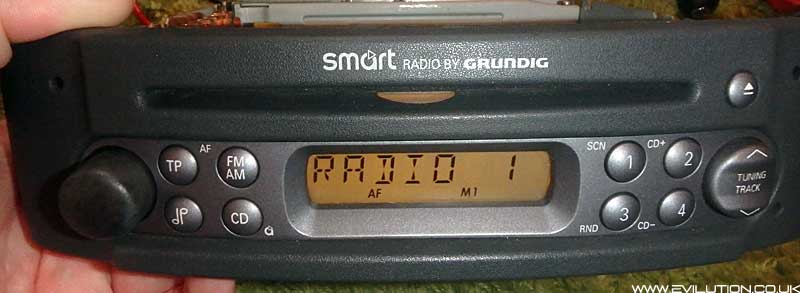 smart RADIO BY GRUNDIG
TP AF FM AM
CD
RADIO 1
AF M1
SCN 1 CD+ 2
RND 3 CD- 4
TUNING
TRACK
WWW.EVILUTION.CO.UK